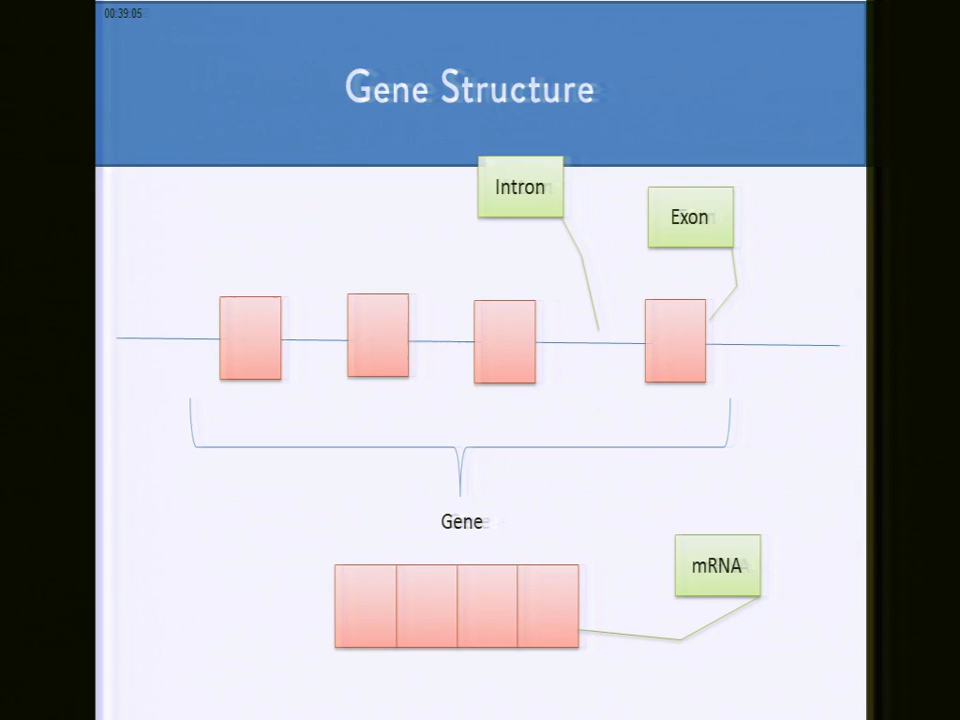 00:39:05
Gene Structure
Intron
Exon
Gene
mRNA